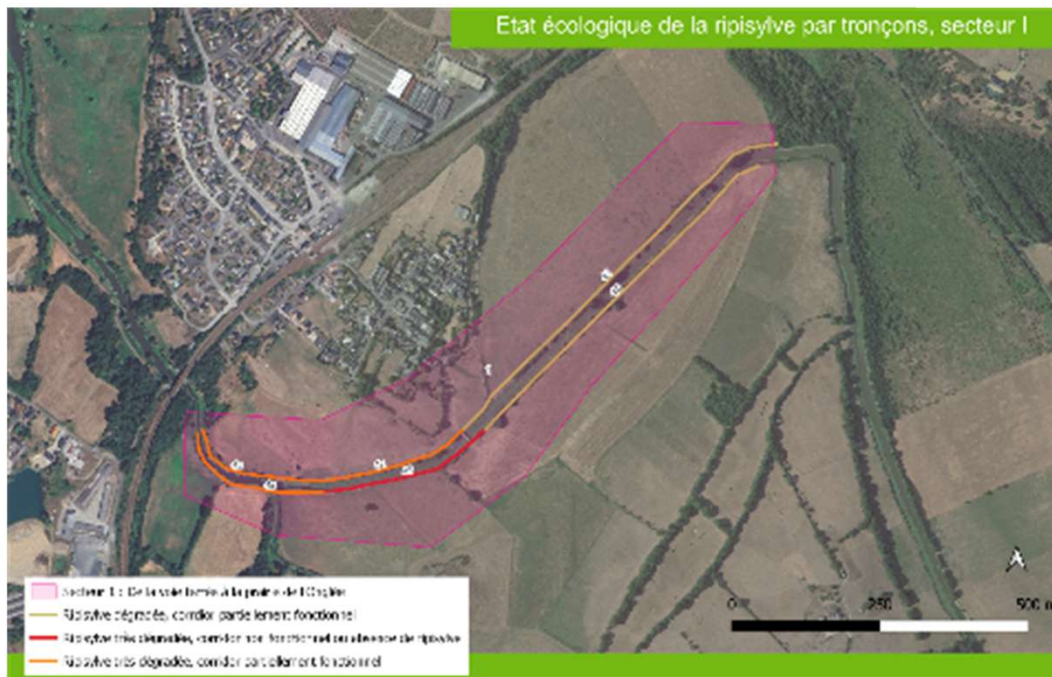 Etat écologique de la ripisylve par tronçons, secteur I
0 250 500 m
Secteur 1 : De la voie ferrée à la prairie de l'Onglée
Ripisylve dégradée, corridor partiellement fonctionnel
Ripisylve très dégradée, corridor non fonctionnel ou absence de ripisylve
Ripisylve très dégradée, corridor partiellement fonctionnel